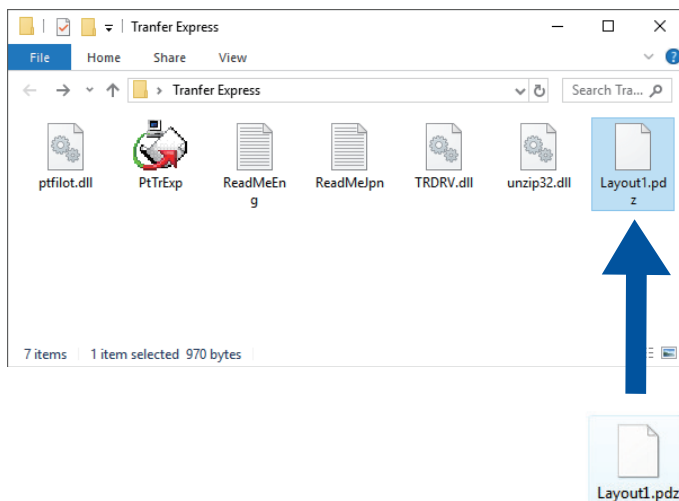 Tranfer Express
File Home Share View
Tranfer Express Search Tra...
ptfilot.dll PtTrExp ReadMeEn ReadMeJpn TRDRV.dll unzip32.dll Layout1.pd
g z
7 items 1 item selected 970 bytes
Layout1.pdz